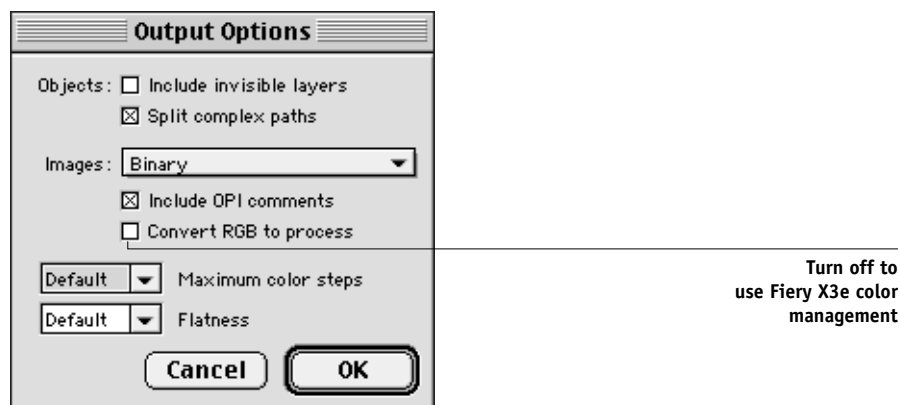 Output Options
Objects: Include invisible layers
Split complex paths
Images: Binary
Include OPI comments
Convert RGB to process
Turn off to
use Fiery X3e color
management
Default Maximum color steps
Default Flatness
Cancel OK